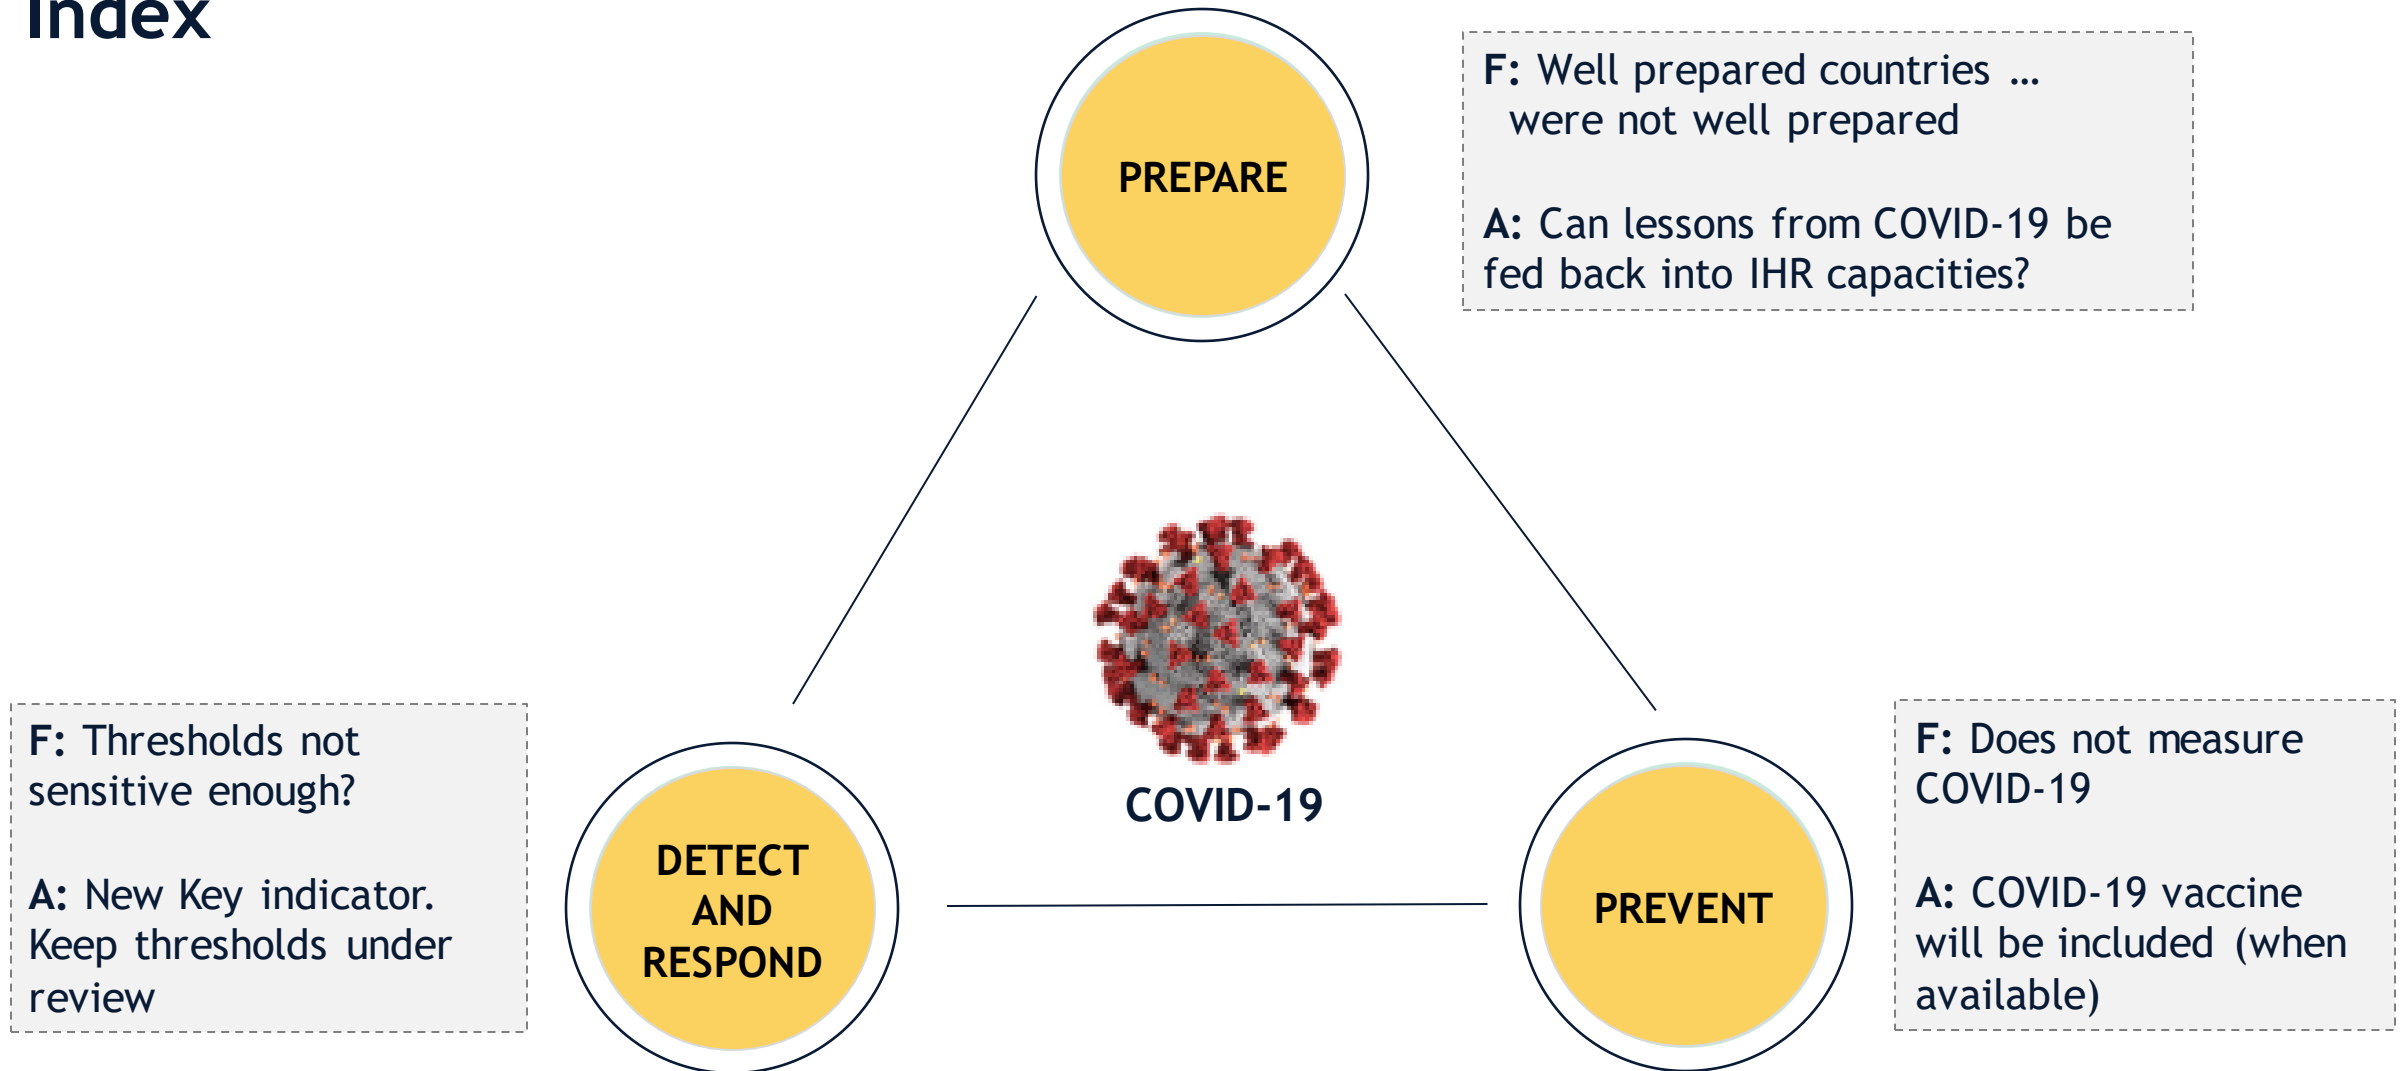 Index
PREPARE
F: Well prepared countries …
were not well prepared
A: Can lessons from COVID-19 be
fed back into IHR capacities?
COVID-19
F: Thresholds not
sensitive enough?
A: New Key indicator.
Keep thresholds under
review
DETECT
AND
RESPOND
PREVENT
F: Does not measure
COVID-19
A: COVID-19 vaccine
will be included (when
available)